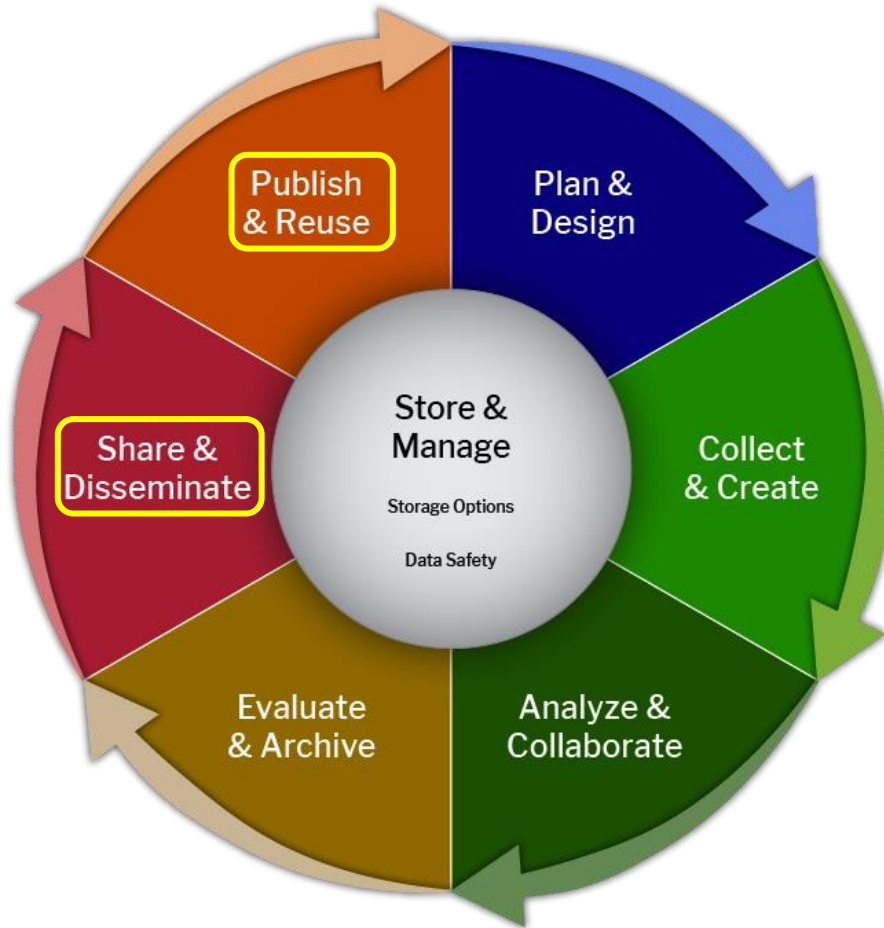 Publish
& Reuse
Plan &
Design
Share &
Disseminate
Store &
Manage
Storage Options
Data Safety
Collect
& Create
Evaluate
& Archive
Analyze &
Collaborate